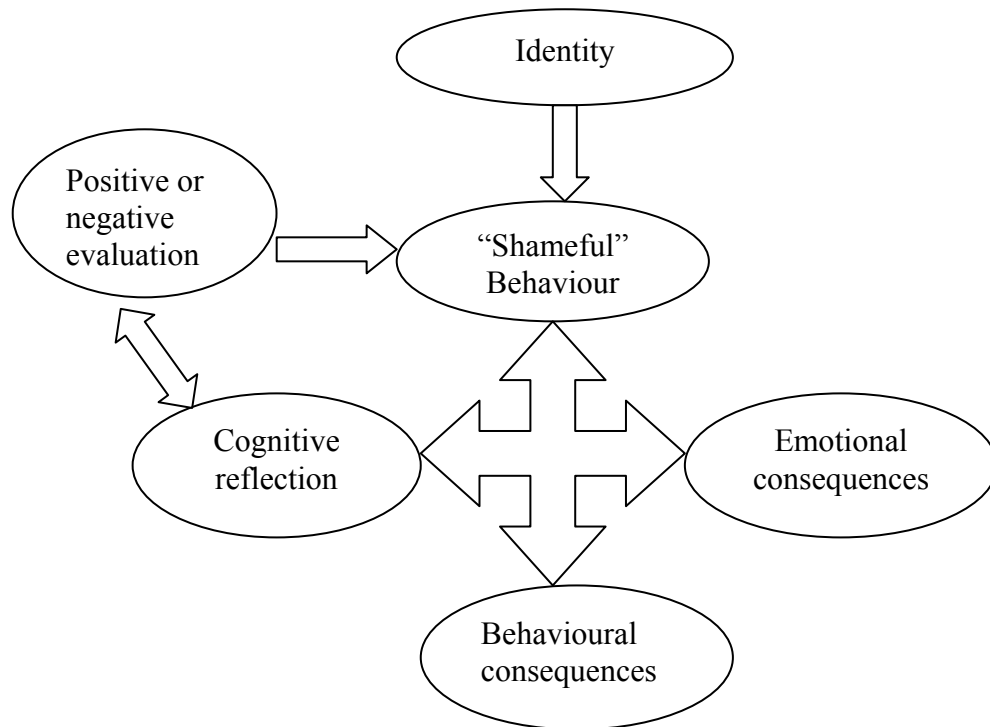 Identity
Positive or
negative
evaluation
“Shameful”
Behaviour
Cognitive
reflection
Emotional
consequences
Behavioural
consequences